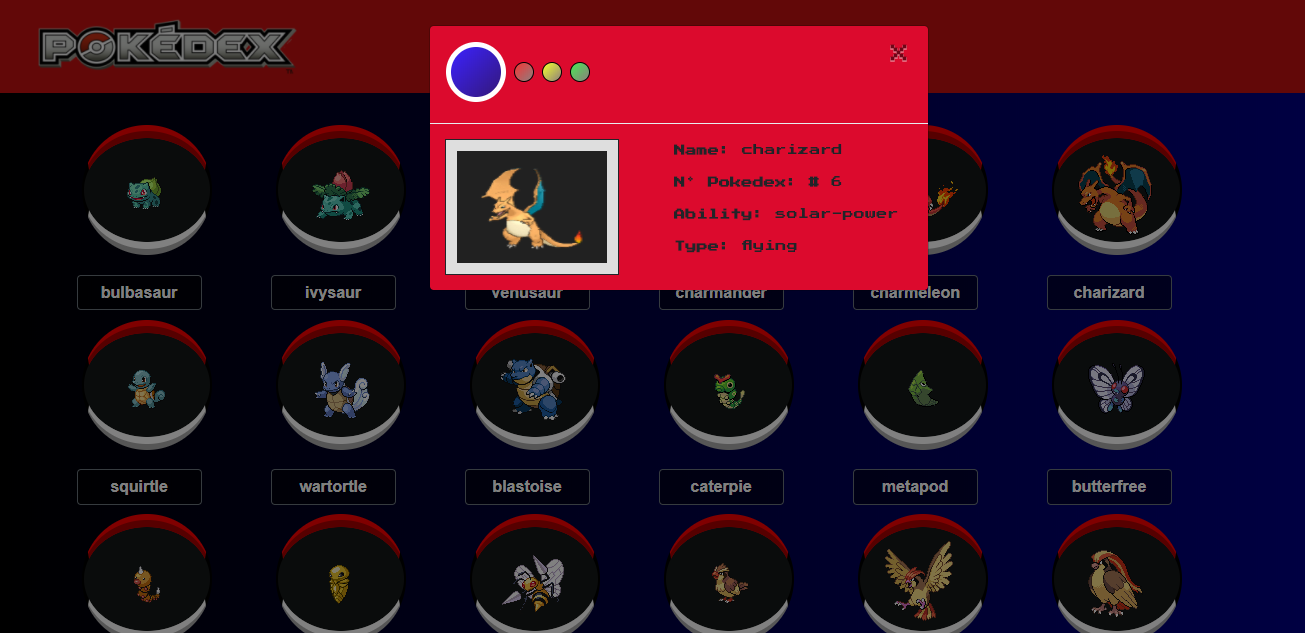 POKÉDEX
Name: charizard
N° Pokedex: # 6
Ability: solar-power
Type: flying
bulbasaur
ivysaur
venusaur
charmander
charmeleon
charizard
squirtle
wartortle
blastoise
caterpie
metapod
butterfree